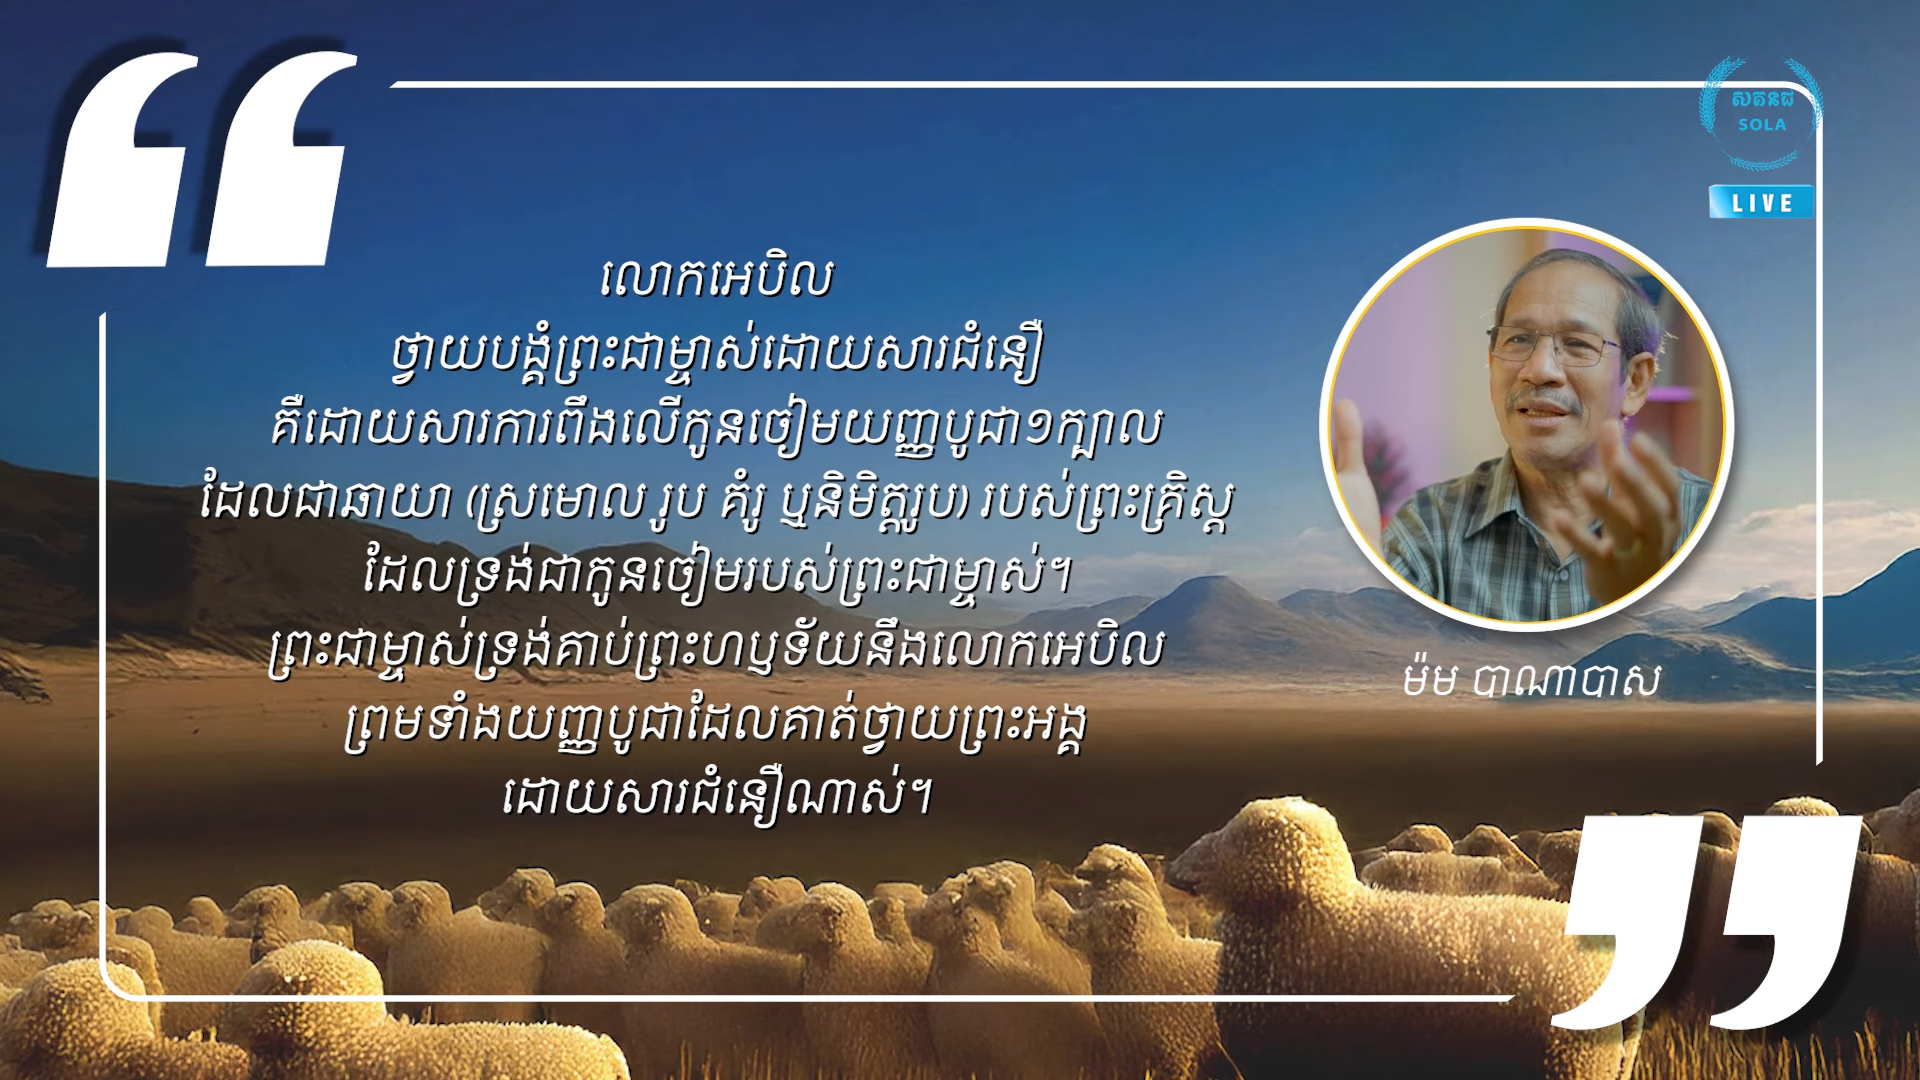 សគនជ
SOLA
LIVE
លោកអេបិល
ថ្វាយបង្គំព្រះជាម្ចាស់ដោយសារជំនឿ
គឺដោយសារការពឹងលើកូនចៀមយញ្ញបូជា១ក្បាល
ដែលជាឆាយា (ស្រមោល រូប គំរូ ឬនិមិត្តរូប) របស់ព្រះគ្រិស្ត
ដែលទ្រង់ជាកូនចៀមរបស់ព្រះជាម្ចាស់។
ព្រះជាម្ចាស់ទ្រង់គាប់ព្រះហឫទ័យនឹងលោកអេបិល
ព្រមទាំងយញ្ញបូជាដែលគាត់ថ្វាយព្រះអង្គ
ដោយសារជំនឿណាស់។
ម៉ម បាណាបាស